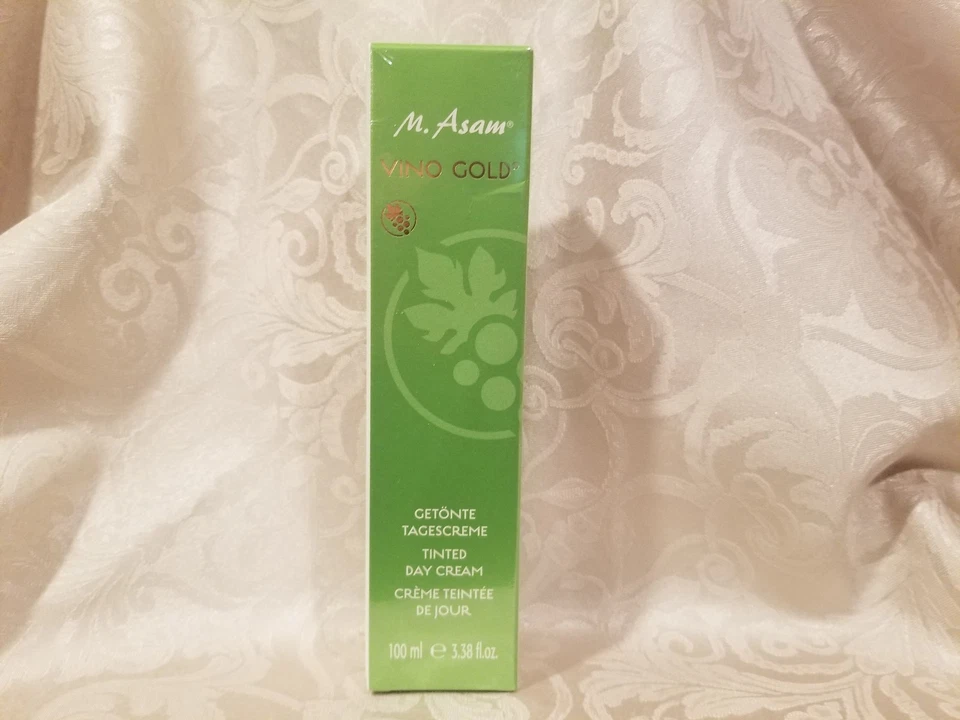 M. Asam®
VINO GOLD®
GETÖNTE
TAGESCREME
TINTED
DAY CREAM
CRÈME TEINTÉE
DE JOUR
100 ml ℮ 3.38 fl.oz.